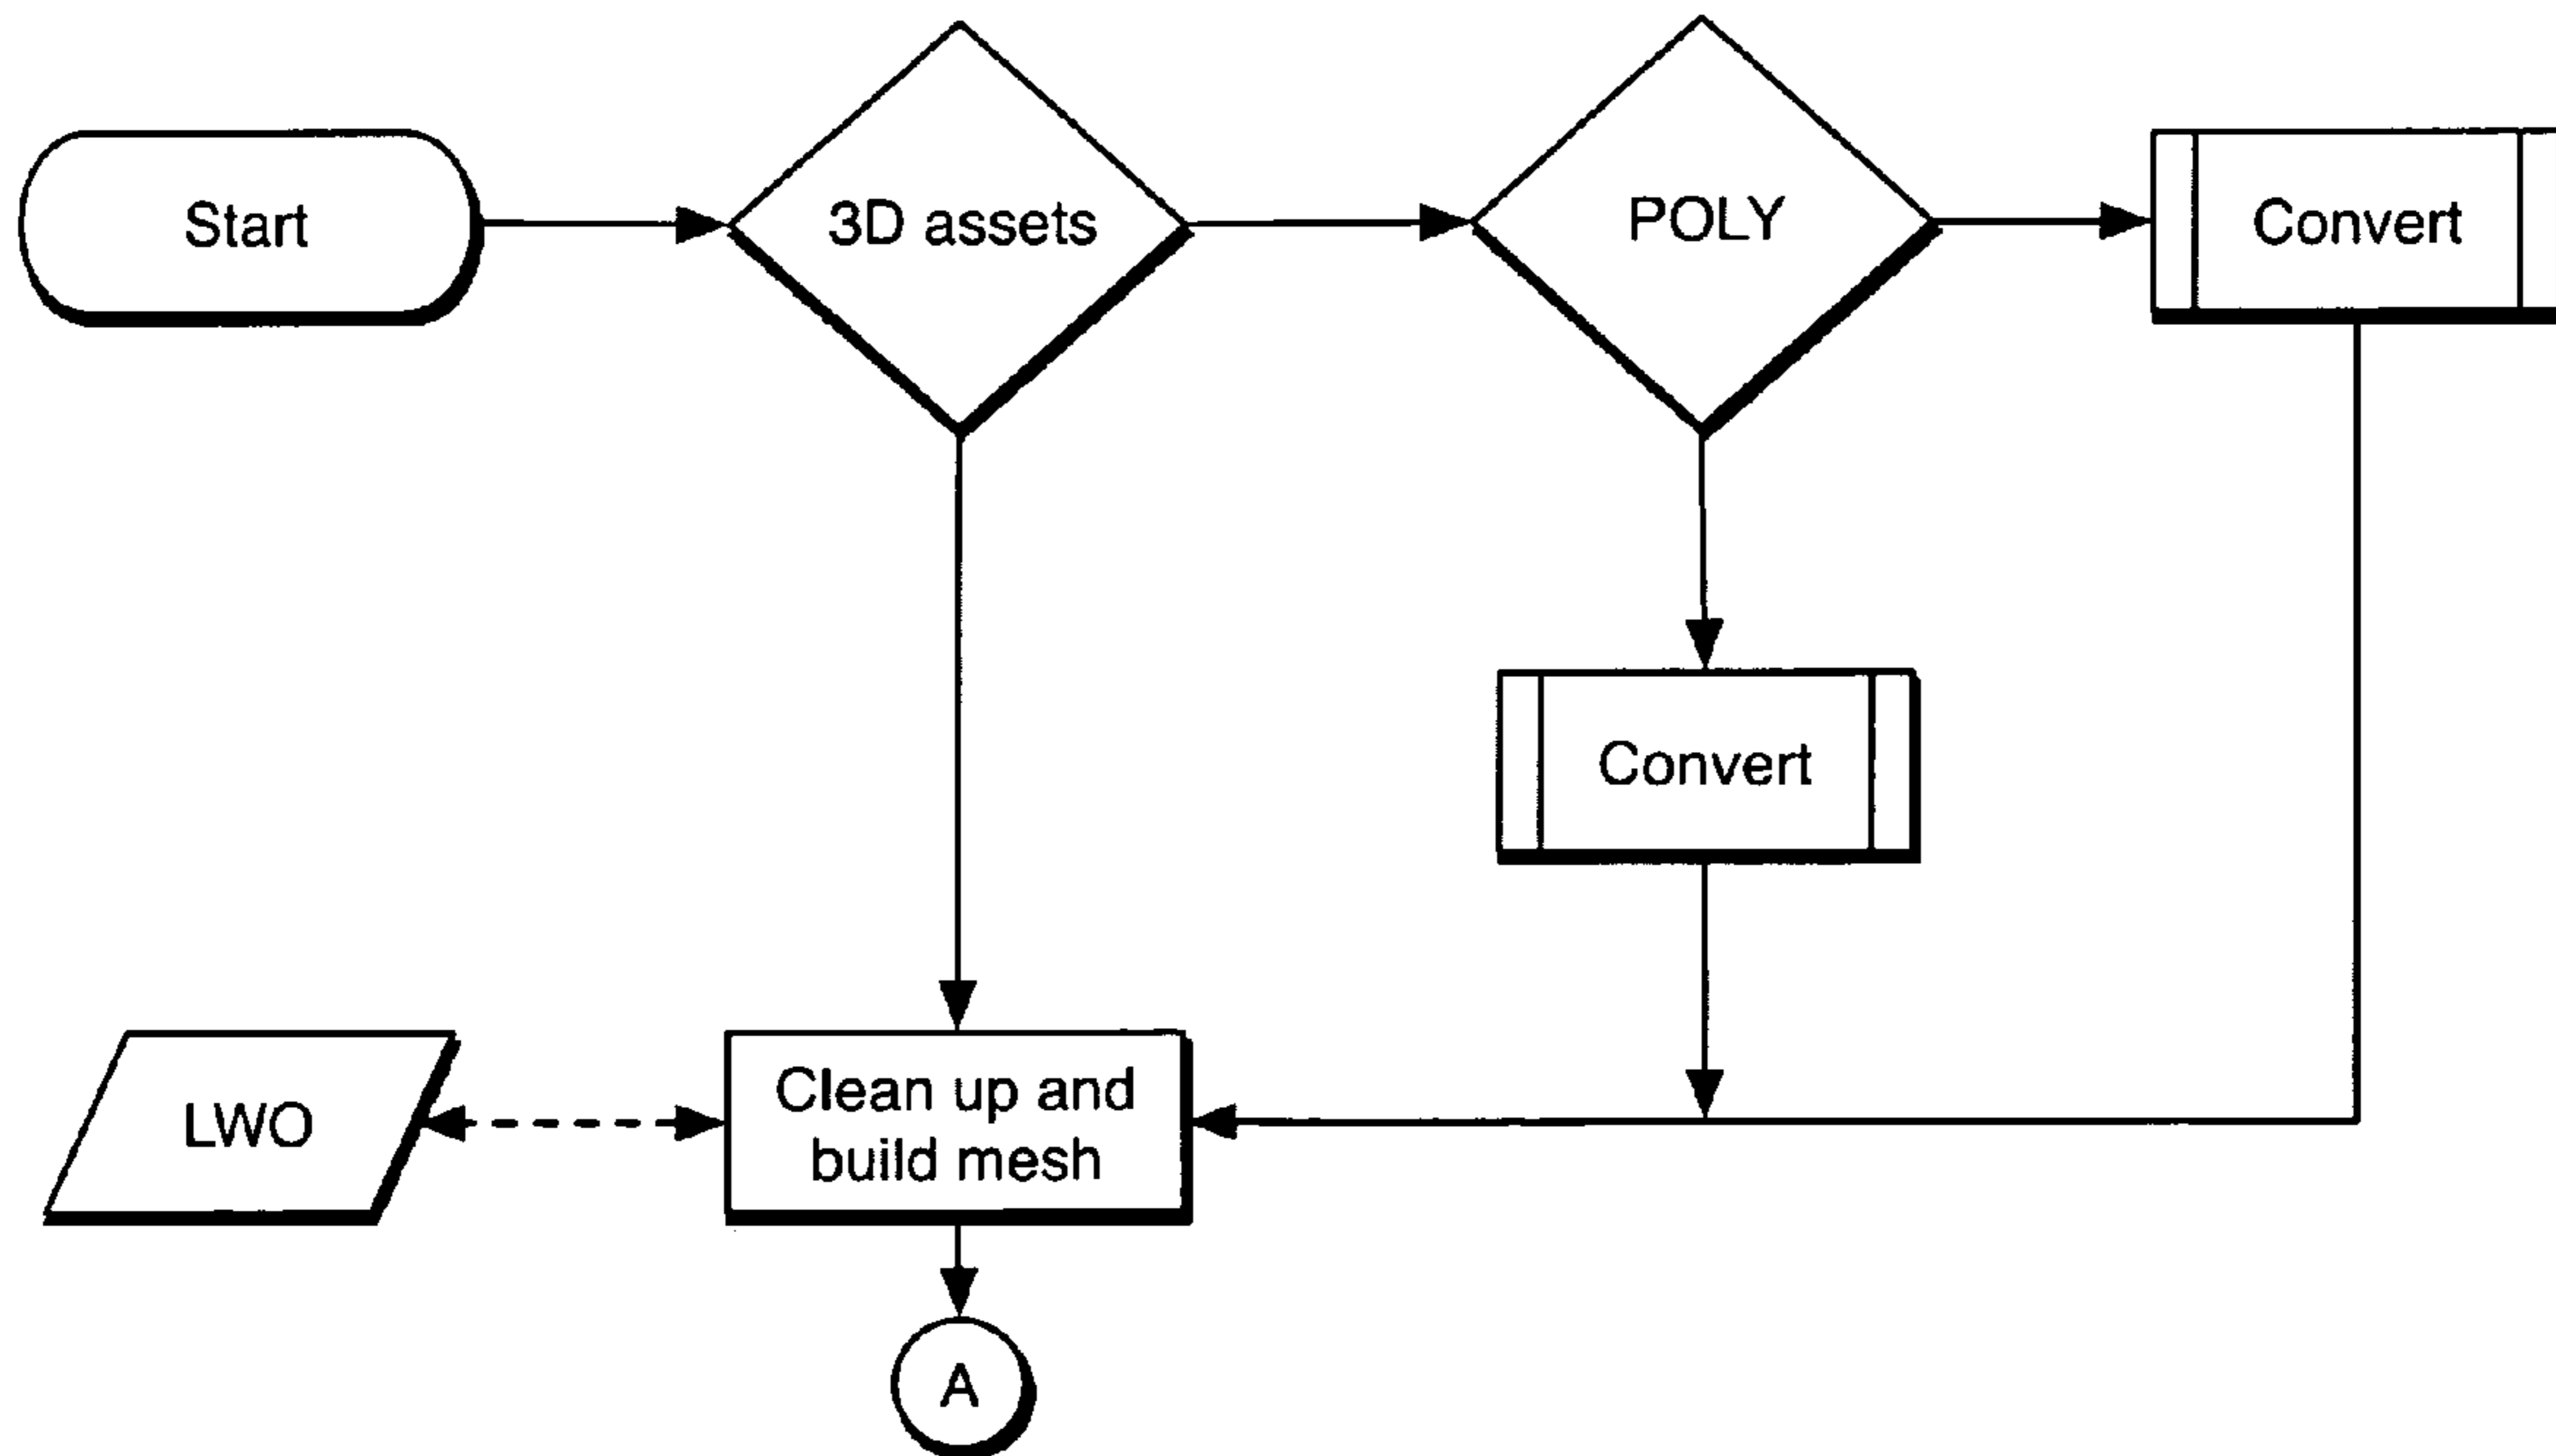 Start
3D assets
POLY
Convert
Convert
LWO
Clean up and
build mesh
A